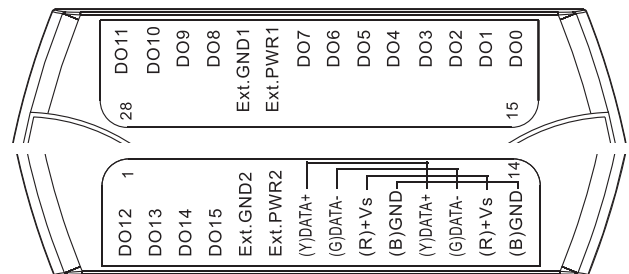 DO11
DO10
DO9
DO8
Ext.GND1
Ext.PWR1
DO7
DO6
DO5
DO4
DO3
DO2
DO1
DO0
28
15
1
14
DO12
DO13
DO14
DO15
Ext.GND2
Ext.PWR2
(Y)DATA+
(G)DATA-
(R)+Vs
(B)GND
(Y)DATA+
(G)DATA-
(R)+Vs
(B)GND